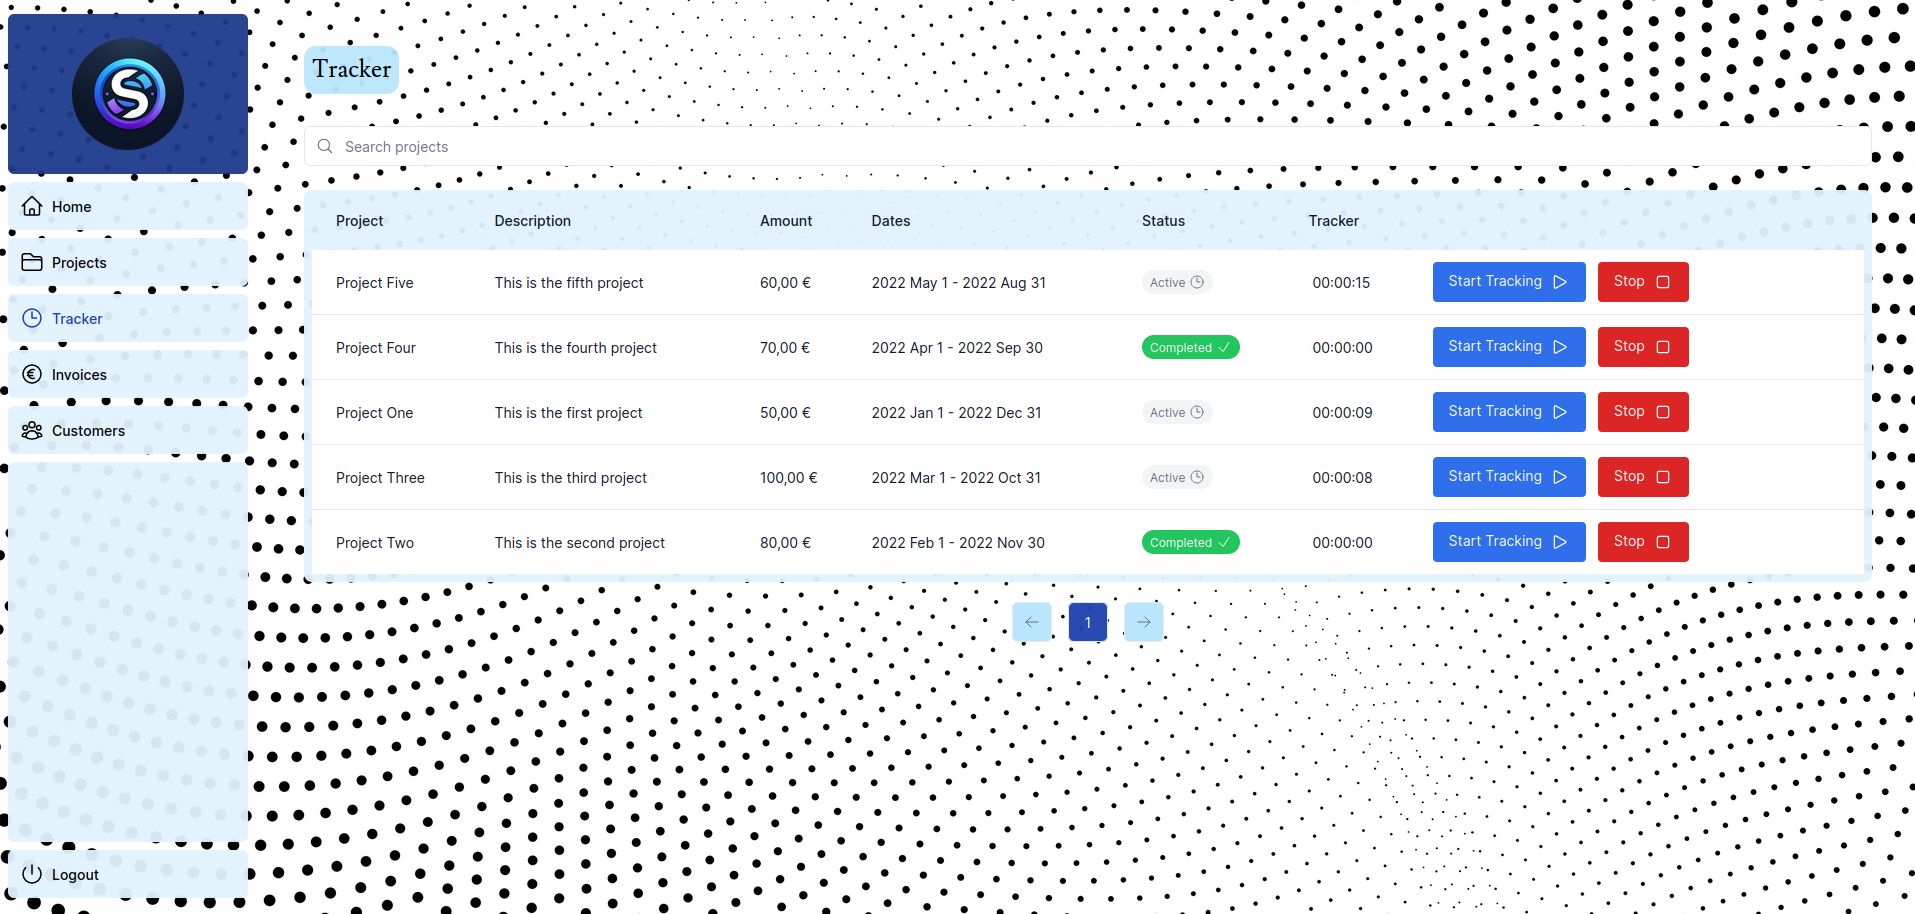 Tracker
Search projects
Home
Projects
Tracker
Invoices
Customers
Logout
Project Description Amount Dates Status Tracker
Project Five This is the fifth project 60,00 € 2022 May 1 - 2022 Aug 31 Active 00:00:15 Start Tracking Stop
Project Four This is the fourth project 70,00 € 2022 Apr 1 - 2022 Sep 30 Completed 00:00:00 Start Tracking Stop
Project One This is the first project 50,00 € 2022 Jan 1 - 2022 Dec 31 Active 00:00:09 Start Tracking Stop
Project Three This is the third project 100,00 € 2022 Mar 1 - 2022 Oct 31 Active 00:00:08 Start Tracking Stop
Project Two This is the second project 80,00 € 2022 Feb 1 - 2022 Nov 30 Completed 00:00:00 Start Tracking Stop
1